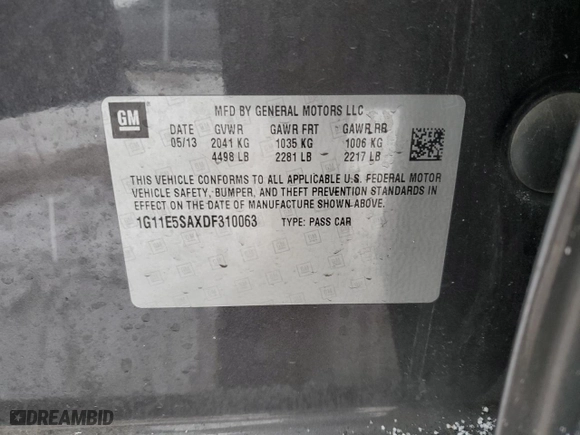 GM
MFD BY GENERAL MOTORS LLC
DATE GVWR GAWR FRT GAWR RR
05/13 2041 KG 1035 KG 1006 KG
4498 LB 2281 LB 2217 LB
THIS VEHICLE CONFORMS TO ALL APPLICABLE U.S. FEDERAL MOTOR
VEHICLE SAFETY, BUMPER, AND THEFT PREVENTION STANDARDS IN
EFFECT ON THE DATE OF MANUFACTURE SHOWN ABOVE.
1G11E5SAXDF310063 TYPE: PASS CAR
DREAMBID